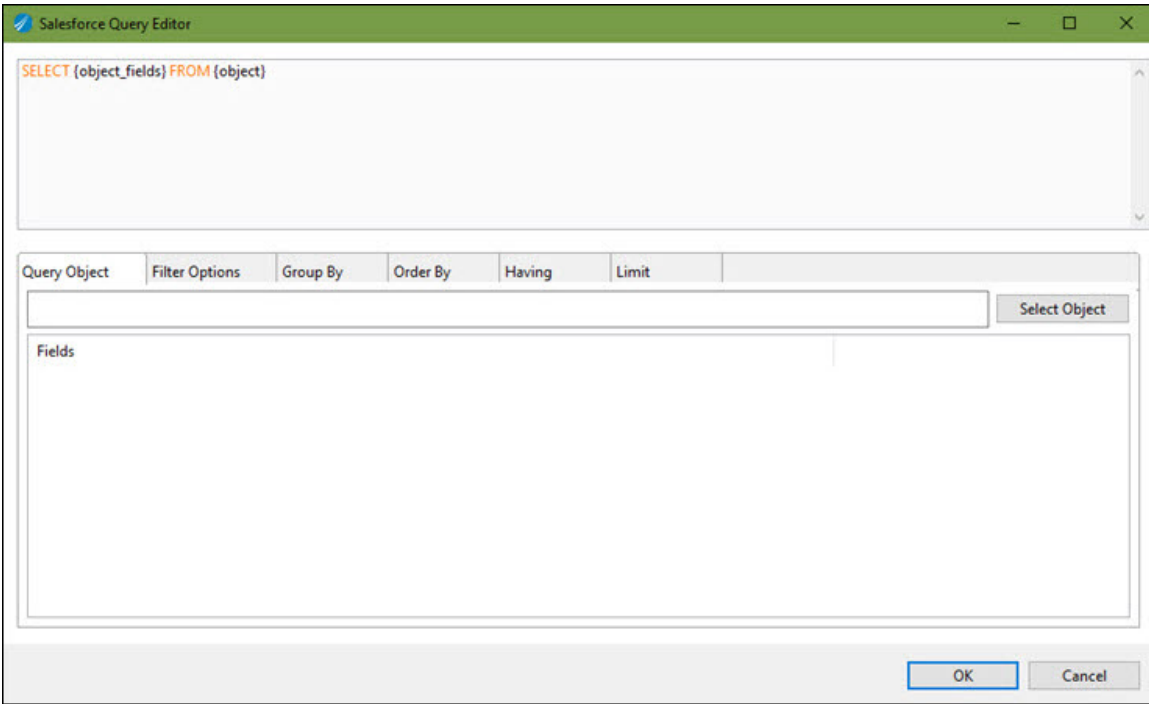 Salesforce Query Editor
SELECT {object_fields} FROM {object}
Query Object Filter Options Group By Order By Having Limit
Select Object
Fields
OK Cancel